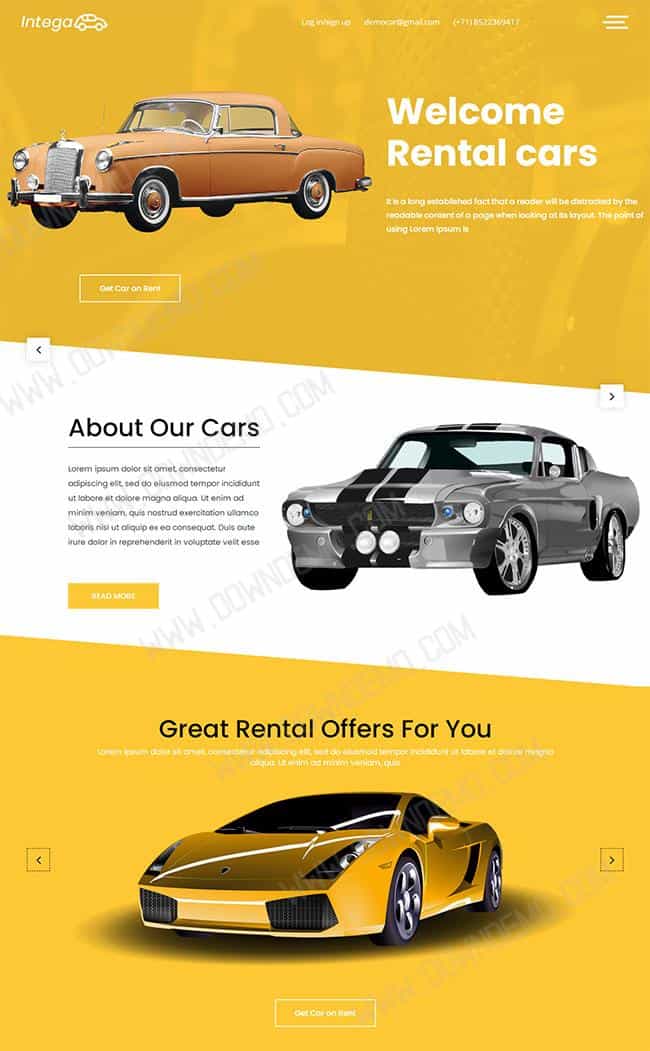 Intega
Log in/sign up democar@gmail.com (+71) 8522369417
Welcome
Rental cars
It is a long established fact that a reader will be distracted by the
readable content of a page when looking at its layout. The point of
using Lorem Ipsum is
Get Car on Rent
About Our Cars
Lorem ipsum dolor sit amet, consectetur
adipiscing elit, sed do eiusmod tempor incididunt
ut labore et dolore magna aliqua. Ut enim ad
minim veniam, quis nostrud exercitation ullamco
laboris nisi ut aliquip ex ea consequat. Duis aute
irure dolor in reprehenderit in voluptate velit esse
READ MORE
Great Rental Offers For You
Lorem ipsum dolor sit amet, consectetur adipiscing elit, sed do eiusmod tempor incididunt ut labore et dolore magna
aliqua. Ut enim ad minim veniam, quis
Get Car on Rent
WWW.DOWNDEMO.COM
WWW.DOWNDEMO.COM
WWW.DOWNDEMO.COM